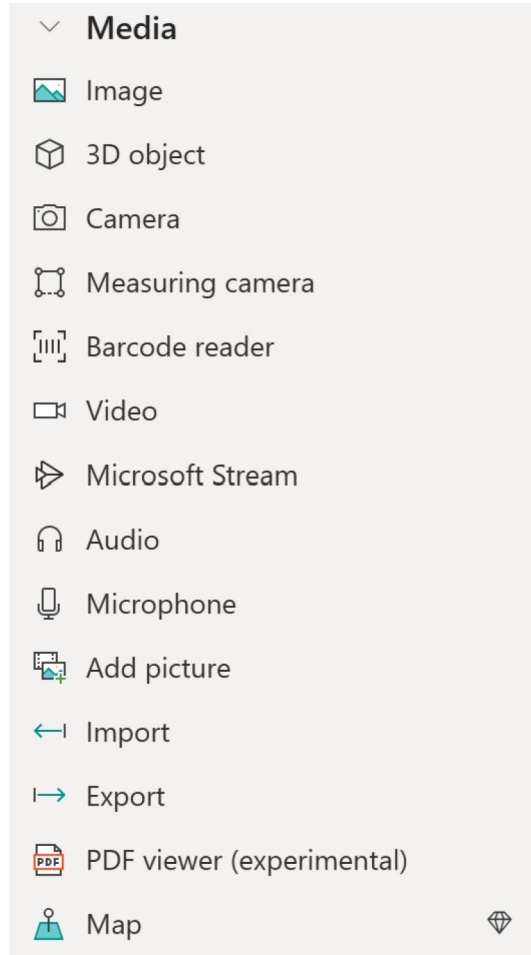 Media
Image
3D object
Camera
Measuring camera
Barcode reader
Video
Microsoft Stream
Audio
Microphone
Add picture
Import
Export
PDF
PDF viewer (experimental)
Map